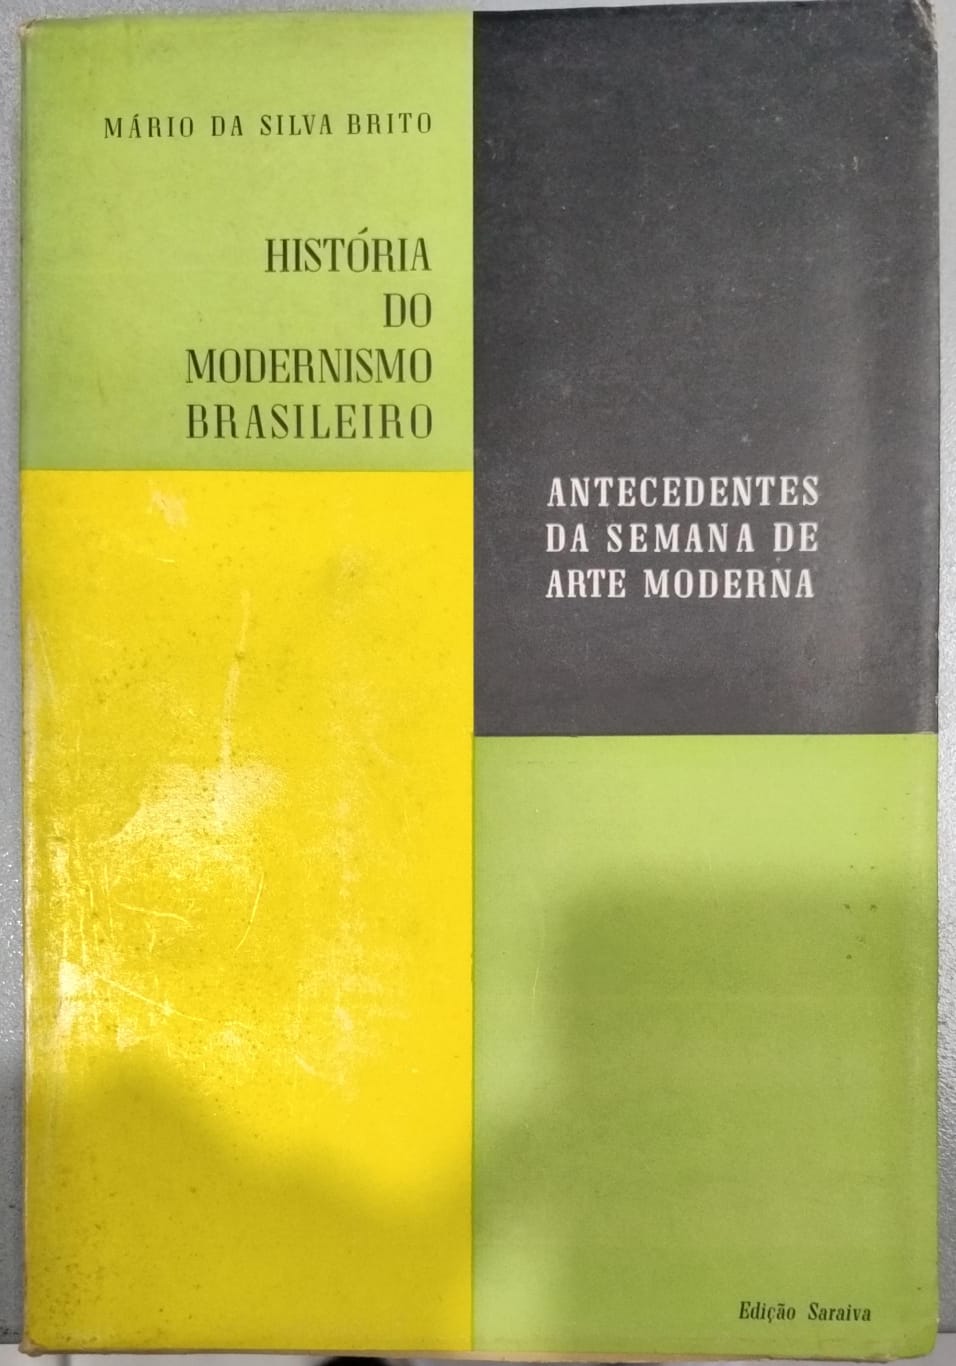 MÁRIO DA SILVA BRITO
HISTÓRIA
DO
MODERNISMO
BRASILEIRO
ANTECEDENTES
DA SEMANA DE
ARTE MODERNA
Edição Saraiva